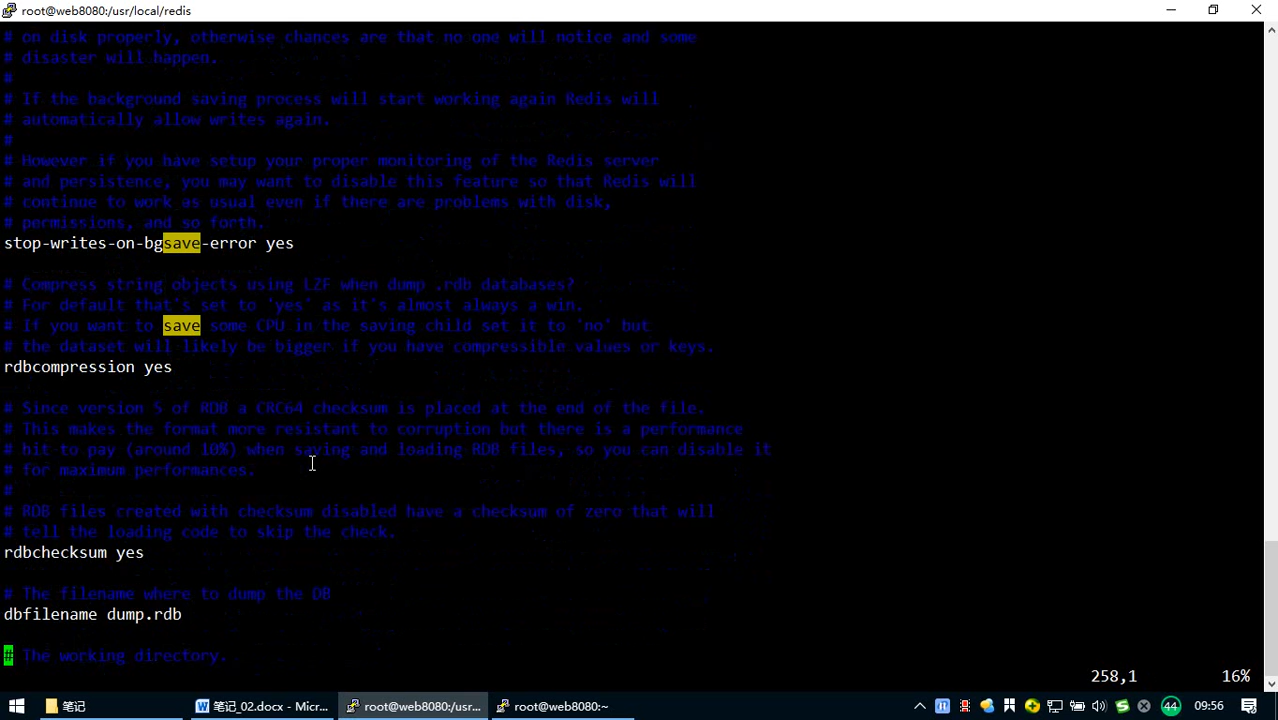 root@web8080:/usr/local/redis
# on disk properly, otherwise chances are that no one will notice and some
# disaster will happen.
#
# If the background saving process will start working again Redis will
# automatically allow writes again.
#
# However if you have setup your proper monitoring of the Redis server
# and persistence, you may want to disable this feature so that Redis will
# continue to work as usual even if there are problems with disk,
# permissions, and so forth.
stop-writes-on-bgsave-error yes
# Compress string objects using LZF when dump .rdb databases?
# For default that's set to 'yes' as it's almost always a win.
# If you want to save some CPU in the saving child set it to 'no' but
# the dataset will likely be bigger if you have compressible values or keys.
rdbcompression yes
# Since version 5 of RDB a CRC64 checksum is placed at the end of the file.
# This makes the format more resistant to corruption but there is a performance
# hit to pay (around 10%) when saving and loading RDB files, so you can disable it
# for maximum performances.
#
# RDB files created with checksum disabled have a checksum of zero that will
# tell the loading code to skip the check.
rdbchecksum yes
# The filename where to dump the DB
dbfilename dump.rdb
# The working directory.
258,1 16%
笔记 笔记_02.docx - Micr... root@web8080:/usr... root@web8080:~ 44 09:56